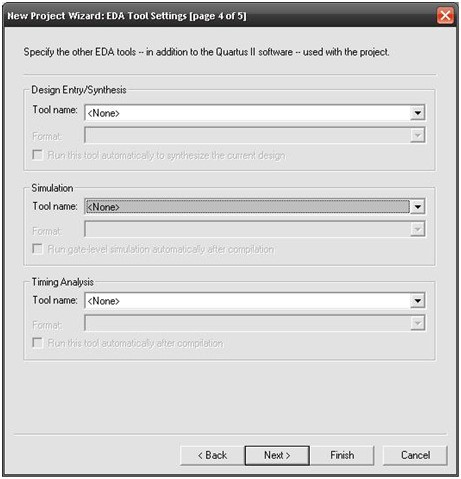 New Project Wizard: EDA Tool Settings [page 4 of 5]
Specify the other EDA tools -- in addition to the Quartus II software -- used with the project.
Design Entry/Synthesis
Tool name: <None>
Format:
Run this tool automatically to synthesize the current design
Simulation
Tool name: <None>
Format:
Run gate-level simulation automatically after compilation
Timing Analysis
Tool name: <None>
Format:
Run this tool automatically after compilation
< Back Next > Finish Cancel